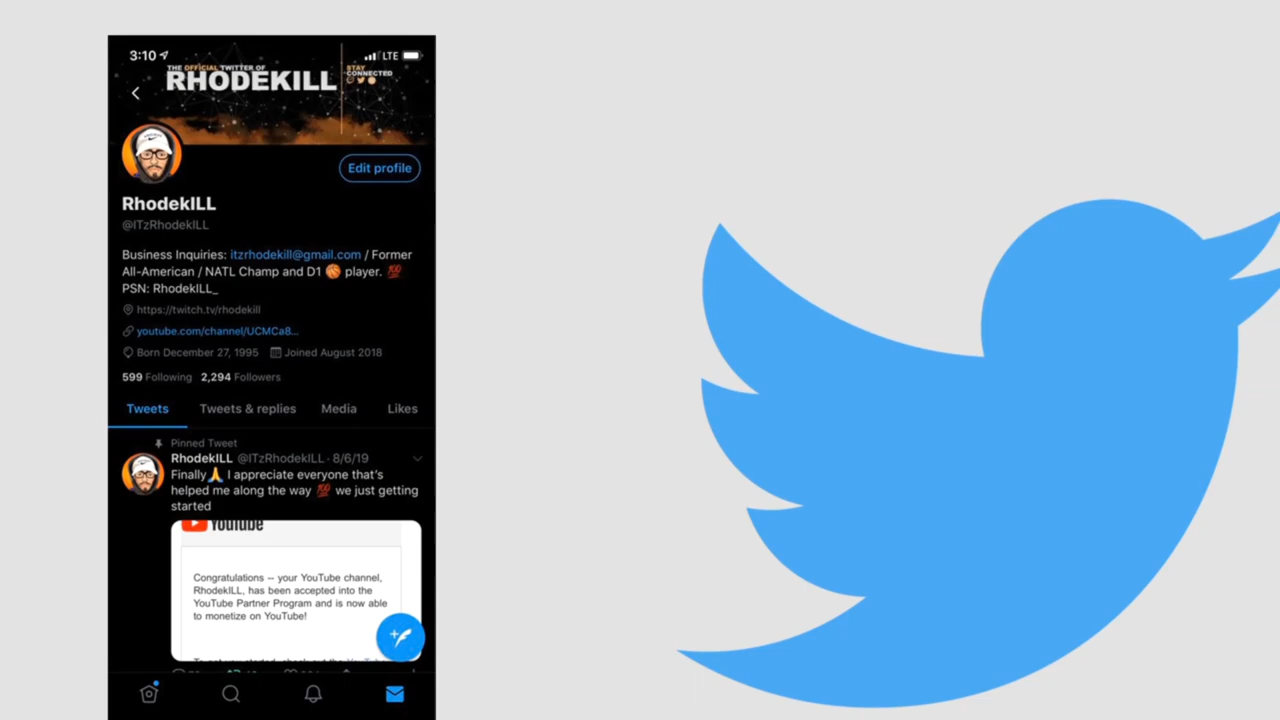 3:10
LTE
THE OFFICIAL TWITTER OF
RHODEKILL
STAY
CONNECTED
Edit profile
RhodekILL
@ITzRhodekILL
Business Inquiries: itzrhodekill@gmail.com / Former
All-American / NATL Champ and D1 🏀 player. 💯
PSN: RhodekILL_
https://twitch.tv/rhodekill
youtube.com/channel/UCMCa8...
Born December 27, 1995 Joined August 2018
599 Following 2,294 Followers
Tweets Tweets & replies Media Likes
Pinned Tweet
RhodekILL @ITzRhodekILL · 8/6/19
Finally🙏 I appreciate everyone that's
helped me along the way 💯 we just getting
started
YouTube
Congratulations -- your YouTube channel,
RhodekILL, has been accepted into the
YouTube Partner Program and is now able
to monetize on YouTube!